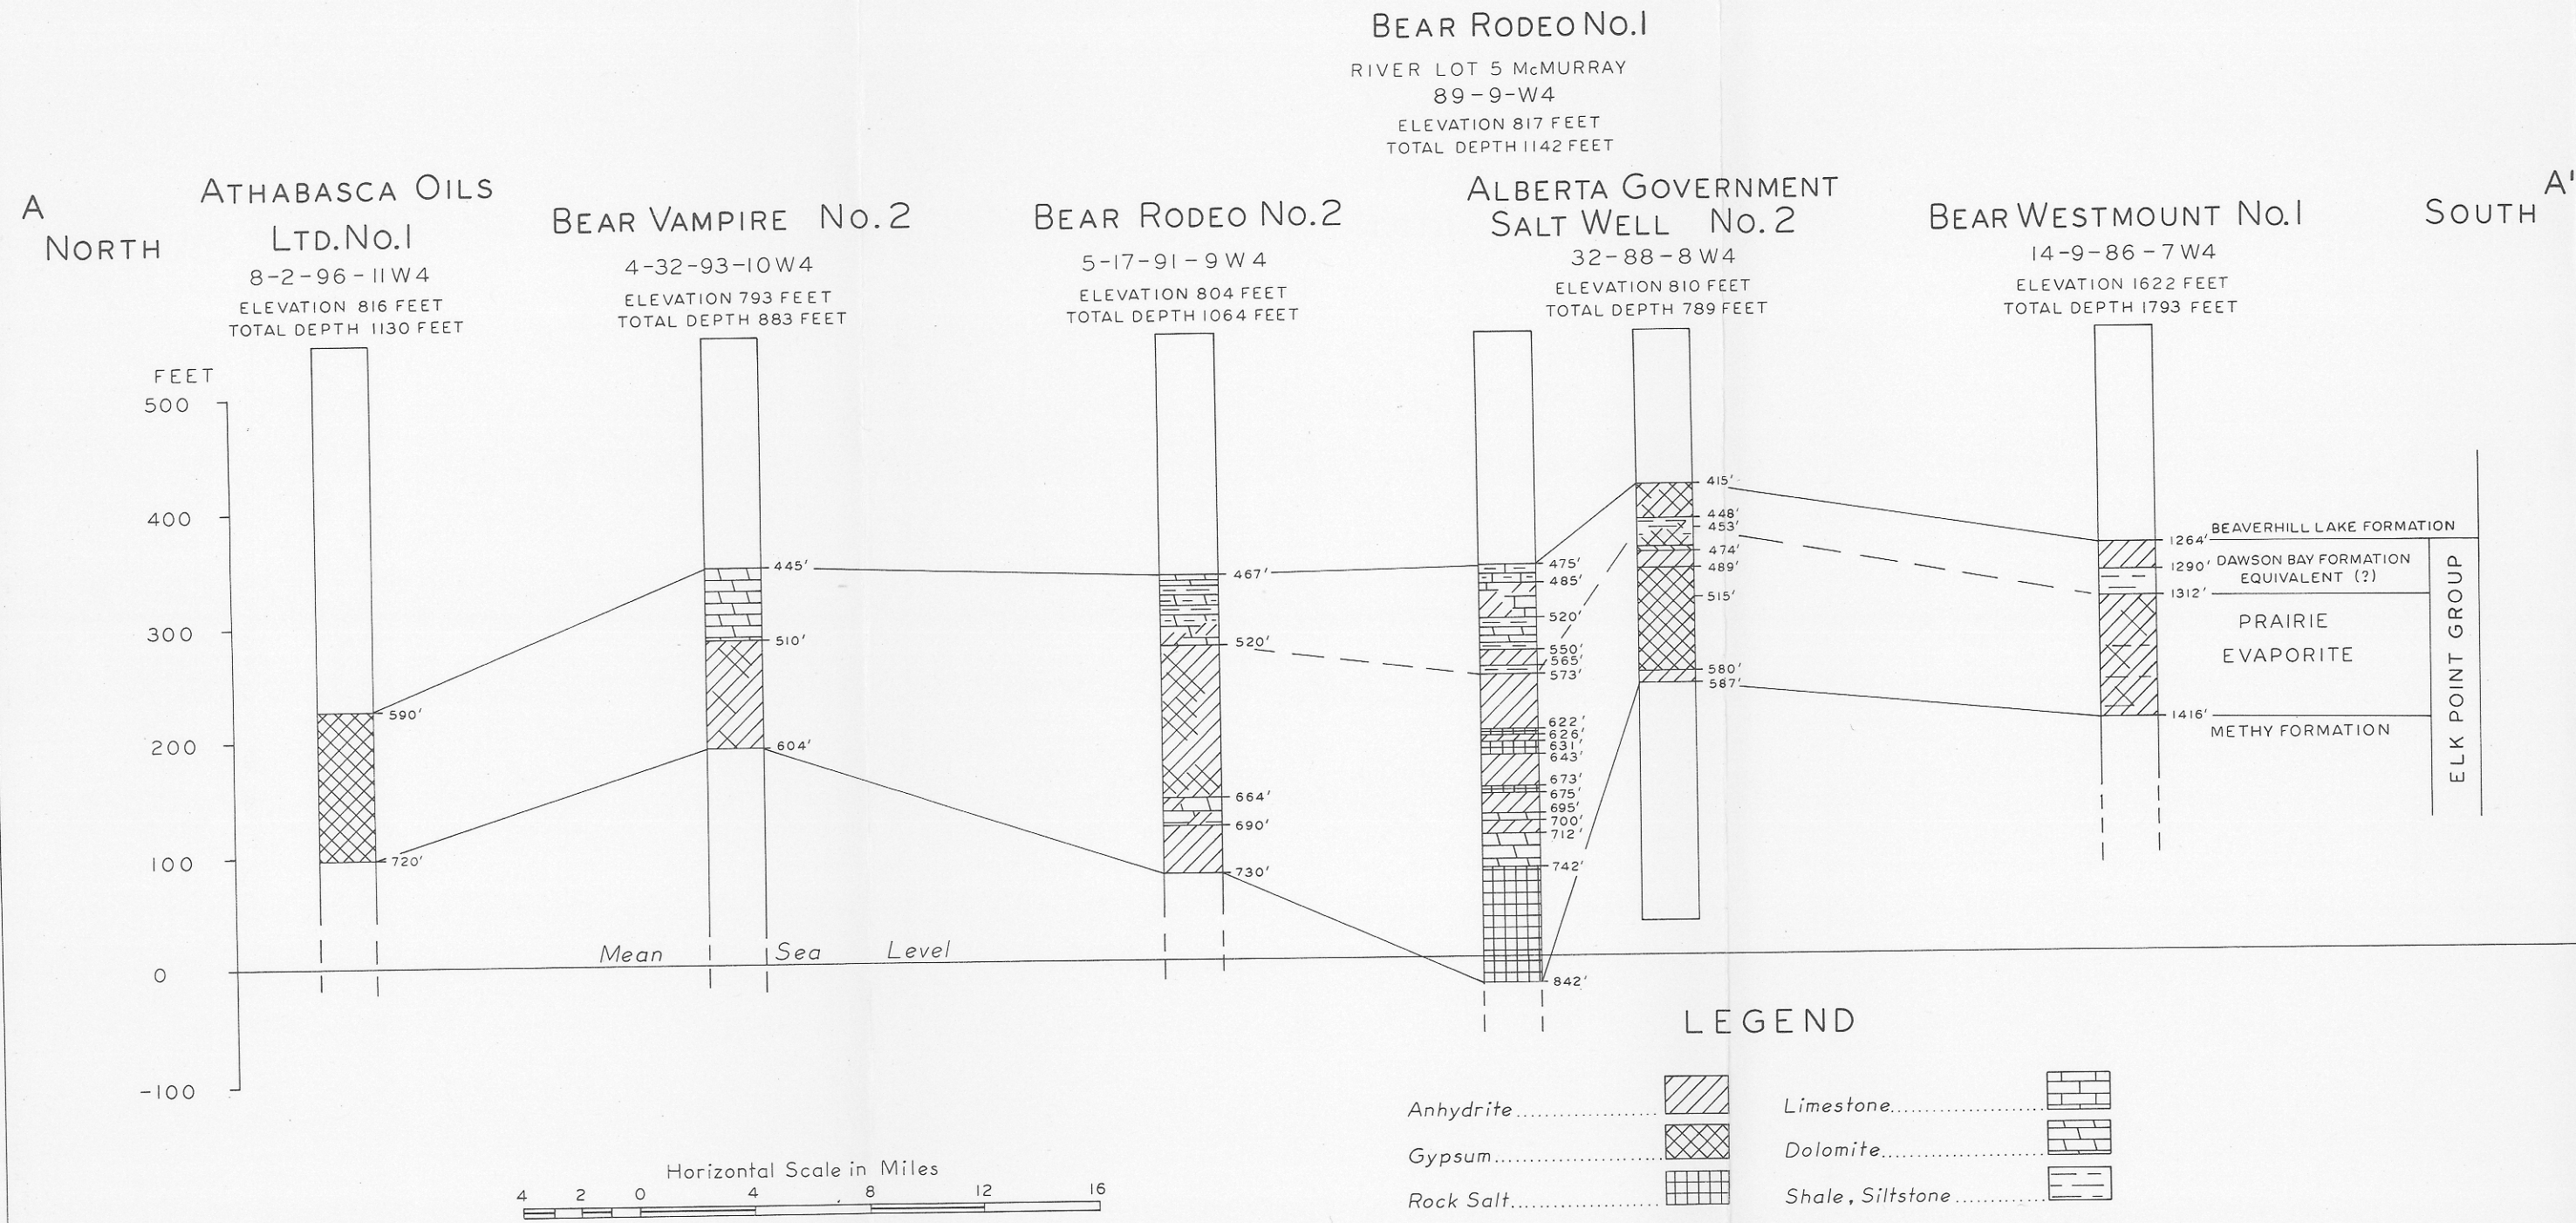 BEAR RODEO No.1
RIVER LOT 5 McMURRAY
89-9-W4
ELEVATION 817 FEET
TOTAL DEPTH 1142 FEET
A
NORTH
ATHABASCA OILS
LTD. No.1
8-2-96-11W4
ELEVATION 816 FEET
TOTAL DEPTH 1130 FEET
BEAR VAMPIRE No.2
4-32-93-10W4
ELEVATION 793 FEET
TOTAL DEPTH 883 FEET
BEAR RODEO No.2
5-17-91-9W4
ELEVATION 804 FEET
TOTAL DEPTH 1064 FEET
ALBERTA GOVERNMENT
SALT WELL No.2
32-88-8W4
ELEVATION 810 FEET
TOTAL DEPTH 789 FEET
BEAR WESTMOUNT No.1
14-9-86-7W4
ELEVATION 1622 FEET
TOTAL DEPTH 1793 FEET
A'
SOUTH
FEET
500
400
300
200
100
0
-100
590'
720'
445'
510'
604'
467'
520'
664'
690'
730'
475'
485'
520'
550'
565'
573'
622'
626'
631'
643'
673'
675'
695'
700'
712'
742'
842'
415'
448'
453'
474'
489'
515'
580'
587'
1264'
1290'
1312'
1416'
BEAVERHILL LAKE FORMATION
DAWSON BAY FORMATION
EQUIVALENT (?)
PRAIRIE
EVAPORITE
METHY FORMATION
ELK POINT GROUP
Mean Sea Level
LEGEND
Anhydrite
Gypsum
Rock Salt
Limestone
Dolomite
Shale, Siltstone
Horizontal Scale in Miles
4 2 0 4 8 12 16